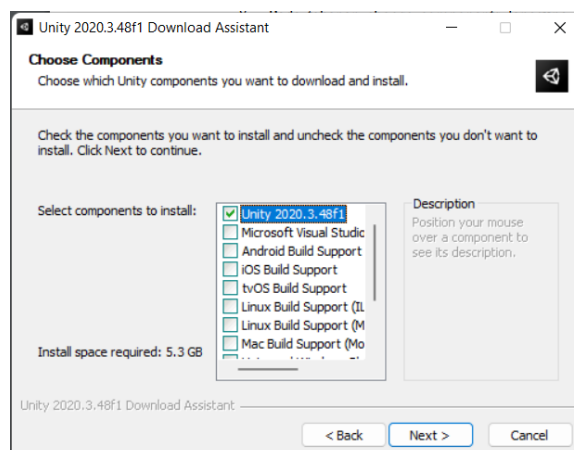 Unity 2020.3.48f1 Download Assistant
Choose Components
Choose which Unity components you want to download and install.
Check the components you want to install and uncheck the components you don't want to
install. Click Next to continue.
Select components to install:
Unity 2020.3.48f1
Microsoft Visual Studic
Android Build Support
iOS Build Support
tvOS Build Support
Linux Build Support (IL
Linux Build Support (M
Mac Build Support (Mo
Description
Position your mouse
over a component to
see its description.
Install space required: 5.3 GB
Unity 2020.3.48f1 Download Assistant
< Back
Next >
Cancel